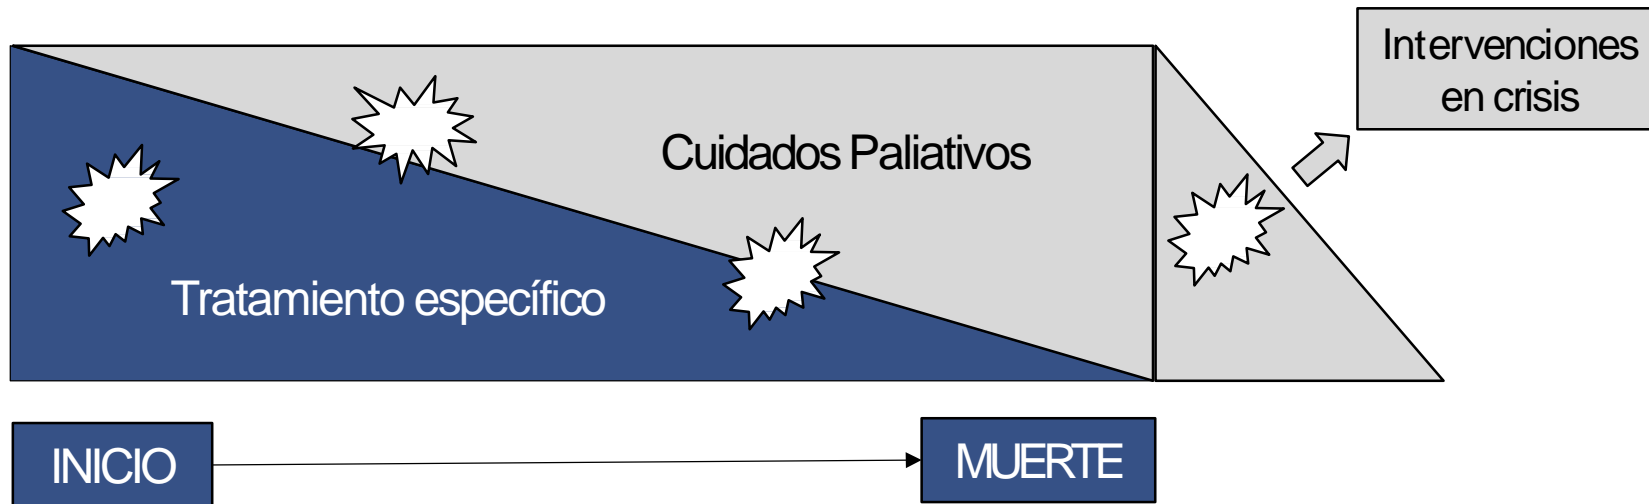 Intervenciones
en crisis
Cuidados Paliativos
Tratamiento específico
INICIO
MUERTE